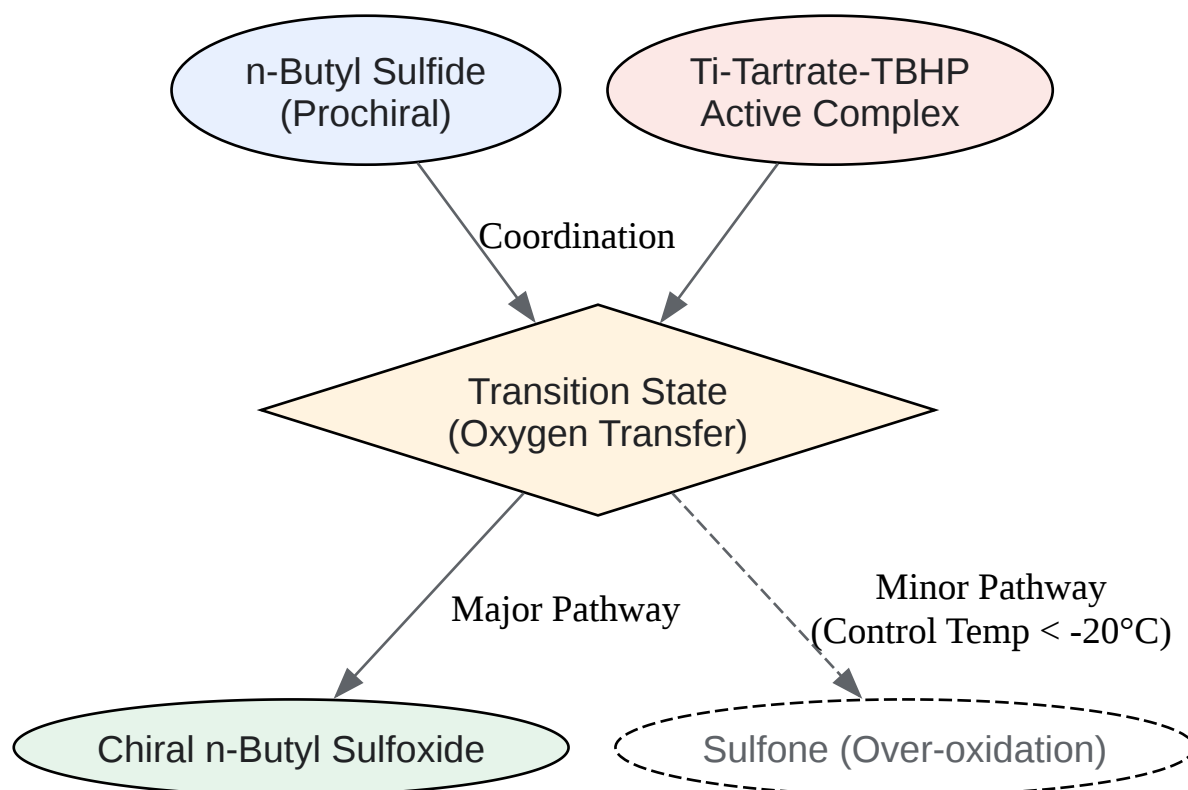 n-Butyl Sulfide
(Prochiral)
Ti-Tartrate-TBHP
Active Complex
Coordination
Transition State
(Oxygen Transfer)
Major Pathway
Minor Pathway
(Control Temp < -20°C)
Chiral n-Butyl Sulfoxide
Sulfone (Over-oxidation)